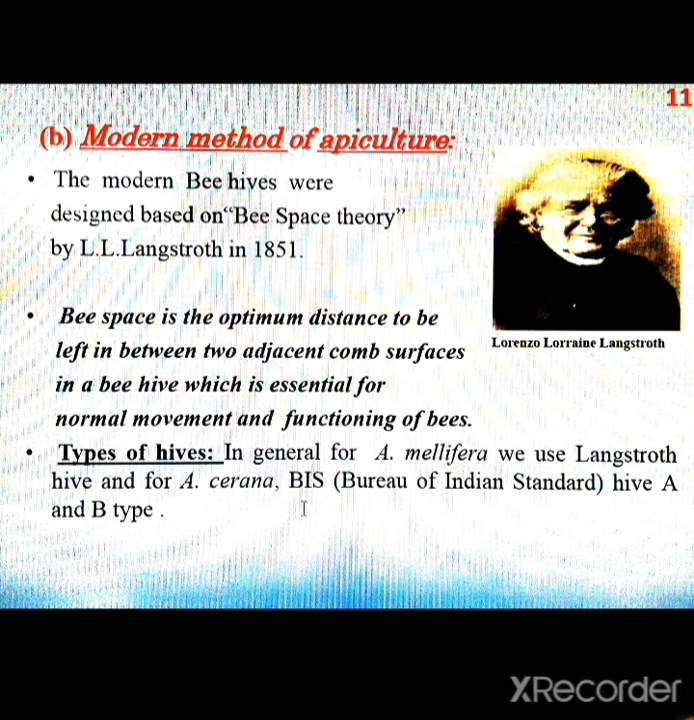 11
(b) Modern method of apiculture:
• The modern Bee hives were
designed based on“Bee Space theory”
by L.L.Langstroth in 1851.
• Bee space is the optimum distance to be
left in between two adjacent comb surfaces
in a bee hive which is essential for
normal movement and functioning of bees.
Lorenzo Lorraine Langstroth
• Types of hives: In general for A. mellifera we use Langstroth
hive and for A. cerana, BIS (Bureau of Indian Standard) hive A
and B type .
XRecorder